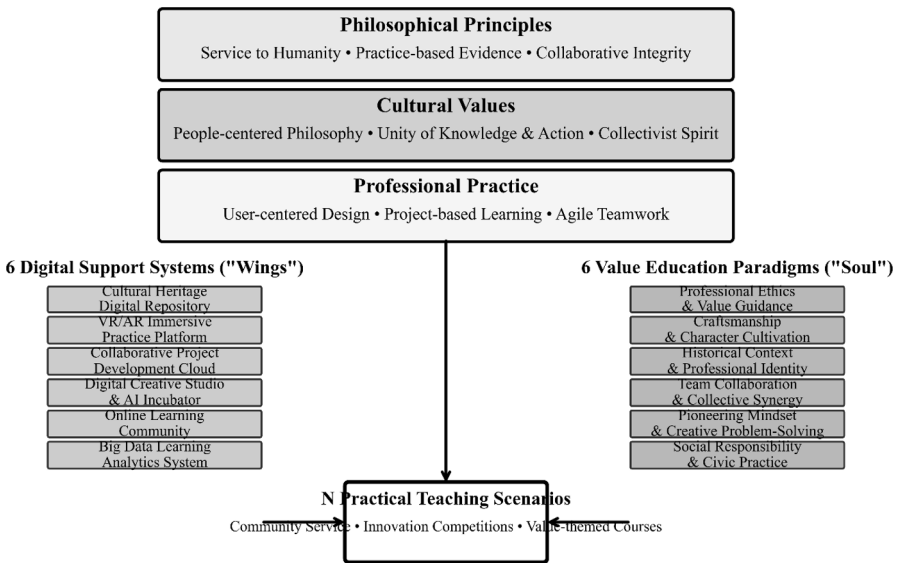 Philosophical Principles
Service to Humanity • Practice-based Evidence • Collaborative Integrity
Cultural Values
People-centered Philosophy • Unity of Knowledge & Action • Collectivist Spirit
Professional Practice
User-centered Design • Project-based Learning • Agile Teamwork
6 Digital Support Systems ("Wings")
Cultural Heritage
Digital Repository
VR/AR Immersive
Practice Platform
Collaborative Project
Development Cloud
Digital Creative Studio
& AI Incubator
Online Learning
Community
Big Data Learning
Analytics System
6 Value Education Paradigms ("Soul")
Professional Ethics
& Value Guidance
Craftsmanship
& Character Cultivation
Historical Context
& Professional Identity
Team Collaboration
& Collective Synergy
Pioneering Mindset
& Creative Problem-Solving
Social Responsibility
& Civic Practice
N Practical Teaching Scenarios
Community Service • Innovation Competitions • Value-themed Courses